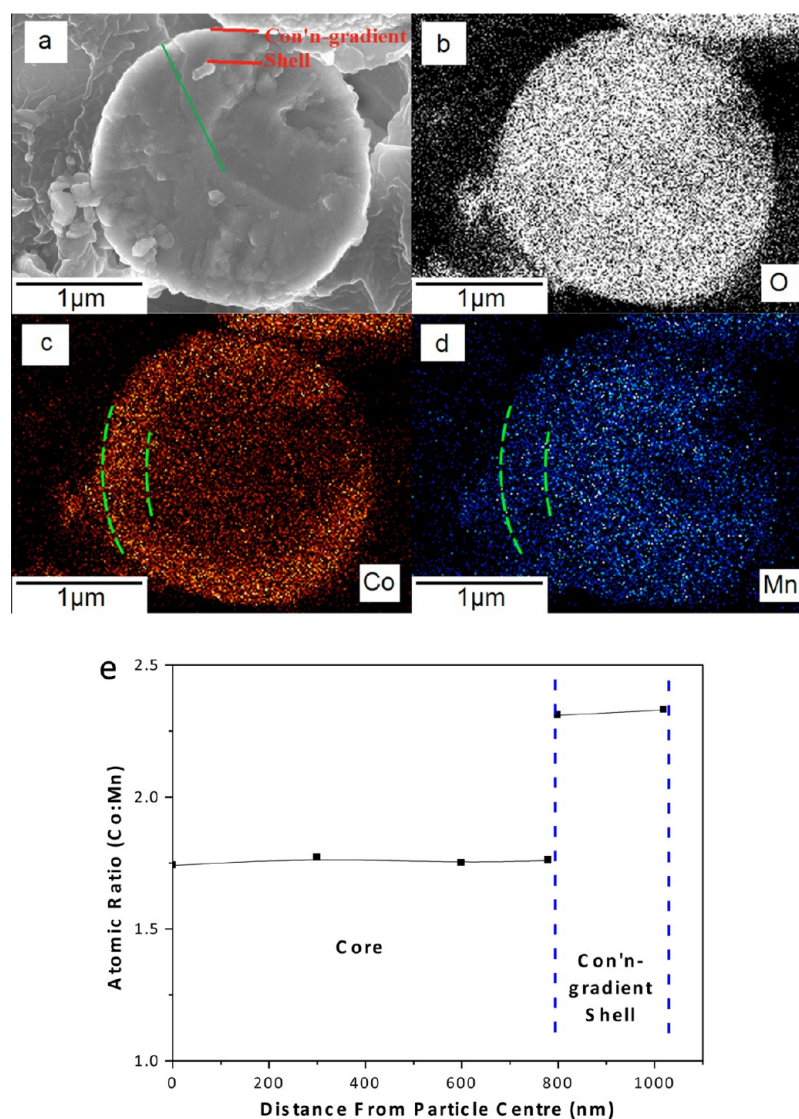 a
Con'n-gradient
Shell
1µm
b
1µm
O
c
1µm
Co
d
1µm
Mn
e
2.5
2.0
1.5
1.0
Atomic Ratio (Co:Mn)
Core
Con'n-
gradient
Shell
0
200
400
600
800
1000
Distance From Particle Centre (nm)